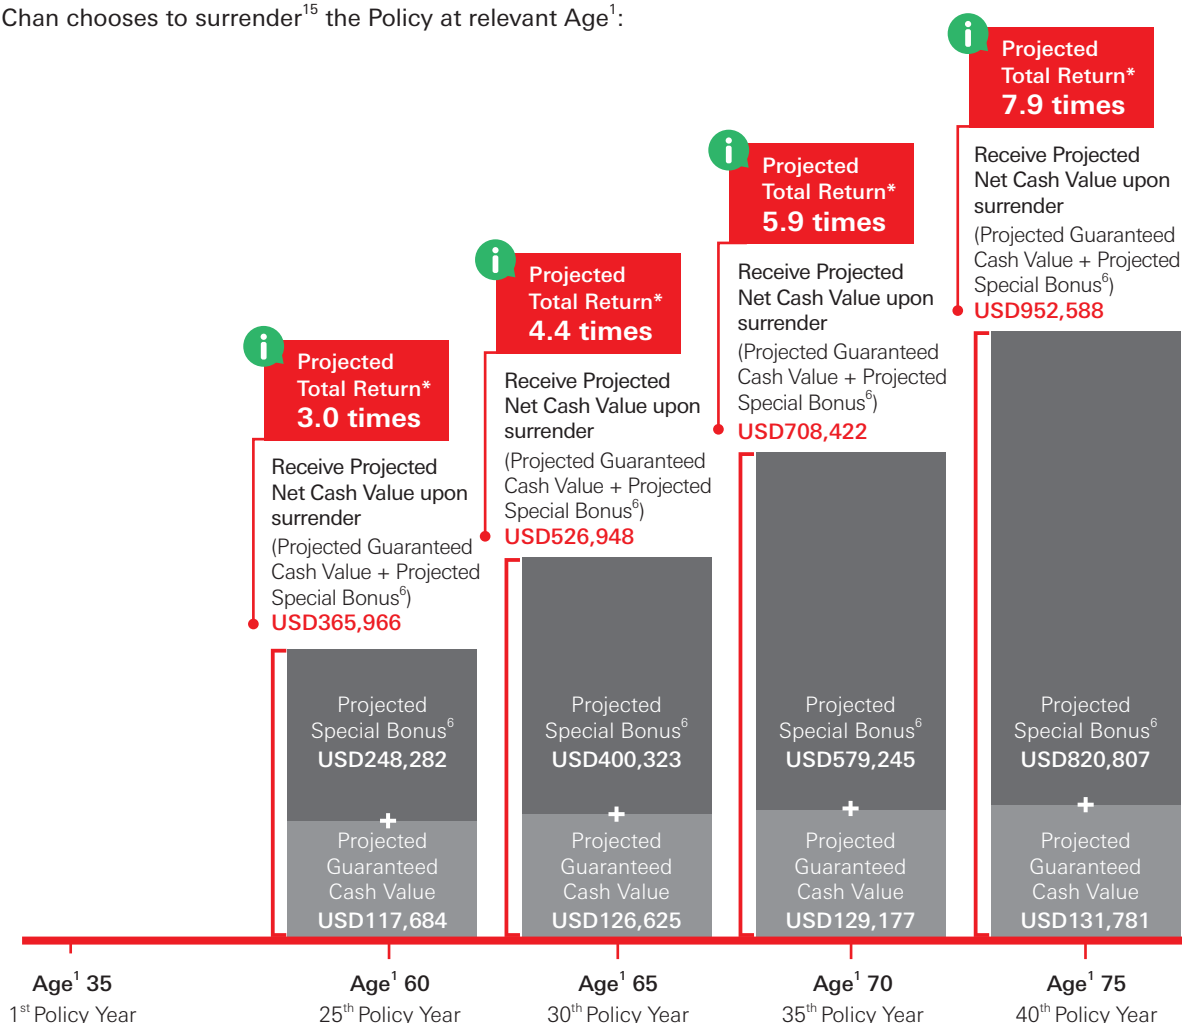 Chan chooses to surrender¹⁵ the Policy at relevant Age¹:
Projected
Total Return*
3.0 times
Receive Projected
Net Cash Value upon
surrender
(Projected Guaranteed
Cash Value + Projected
Special Bonus⁶)
USD365,966
Projected
Special Bonus⁶
USD248,282
+
Projected
Guaranteed
Cash Value
USD117,684
Projected
Total Return*
4.4 times
Receive Projected
Net Cash Value upon
surrender
(Projected Guaranteed
Cash Value + Projected
Special Bonus⁶)
USD526,948
Projected
Special Bonus⁶
USD400,323
+
Projected
Guaranteed
Cash Value
USD126,625
Projected
Total Return*
5.9 times
Receive Projected
Net Cash Value upon
surrender
(Projected Guaranteed
Cash Value + Projected
Special Bonus⁶)
USD708,422
Projected
Special Bonus⁶
USD579,245
+
Projected
Guaranteed
Cash Value
USD129,177
Projected
Total Return*
7.9 times
Receive Projected
Net Cash Value upon
surrender
(Projected Guaranteed
Cash Value + Projected
Special Bonus⁶)
USD952,588
Projected
Special Bonus⁶
USD820,807
+
Projected
Guaranteed
Cash Value
USD131,781
Age¹ 35
1ˢᵗ Policy Year
Age¹ 60
25ᵗʰ Policy Year
Age¹ 65
30ᵗʰ Policy Year
Age¹ 70
35ᵗʰ Policy Year
Age¹ 75
40ᵗʰ Policy Year